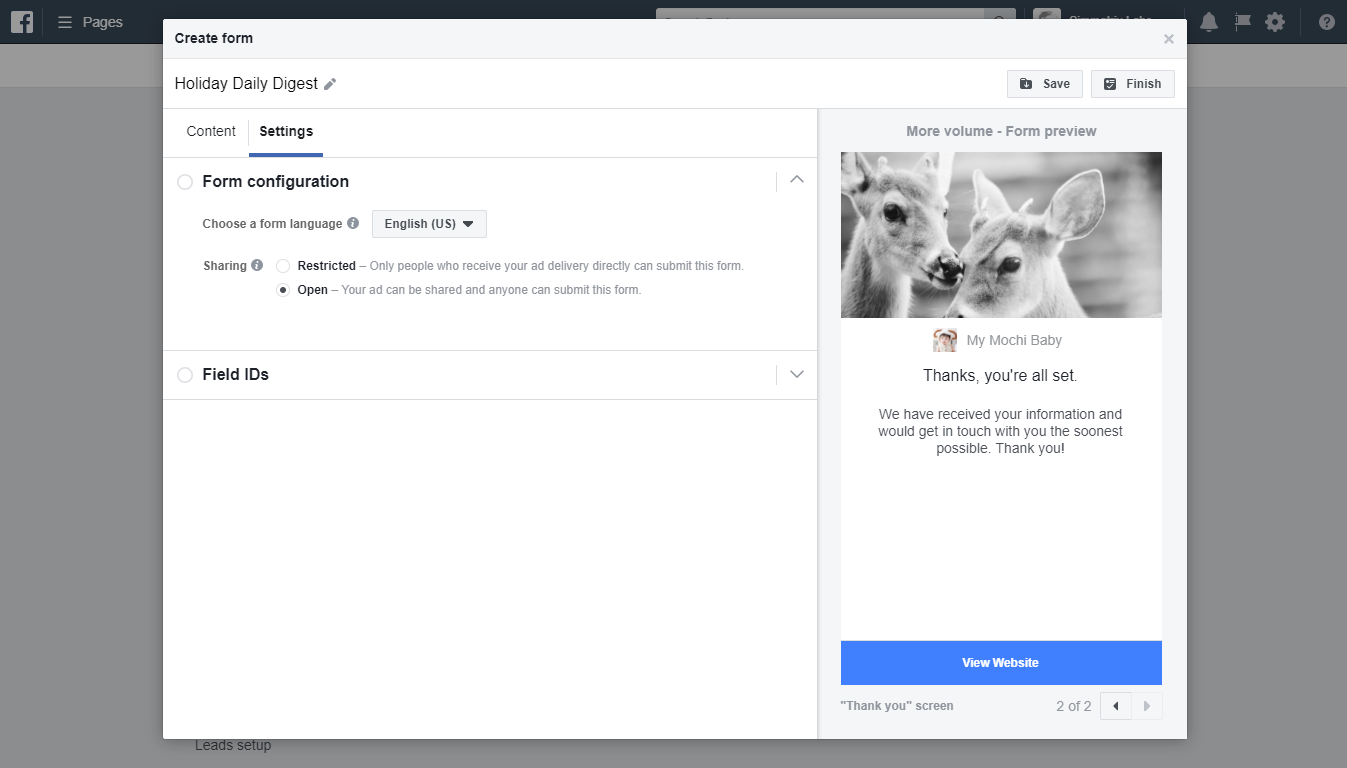 Pages
Create form
Holiday Daily Digest
Save
Finish
Content
Settings
More volume - Form preview
Form configuration
Choose a form language
English (US)
Sharing
Restricted – Only people who receive your ad delivery directly can submit this form.
Open – Your ad can be shared and anyone can submit this form.
Field IDs
My Mochi Baby
Thanks, you're all set.
We have received your information and
would get in touch with you the soonest
possible. Thank you!
View Website
"Thank you" screen
2 of 2
Leads setup